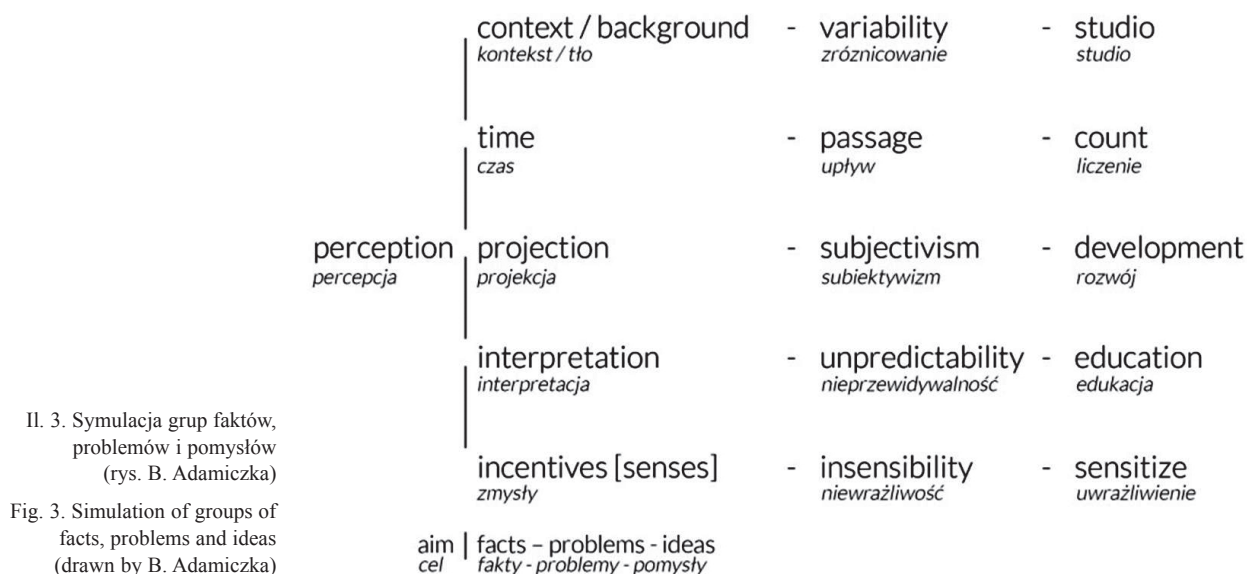 context / background - variability - studio
kontekst / tło zróznicowanie studio
time - passage - count
czas upływ liczenie
perception projection - subjectivism - development
percepcja projekcja subiektywizm rozwój
interpretation - unpredictability - education
interpretacja nieprzewidywalność edukacja
incentives [senses] - insensibility - sensitize
zmysły niewrażliwość uwrażliwienie
aim | facts – problems - ideas
cel fakty - problemy - pomysły
Il. 3. Symulacja grup faktów,
problemów i pomysłów
(rys. B. Adamiczka)
Fig. 3. Simulation of groups of
facts, problems and ideas
(drawn by B. Adamiczka)